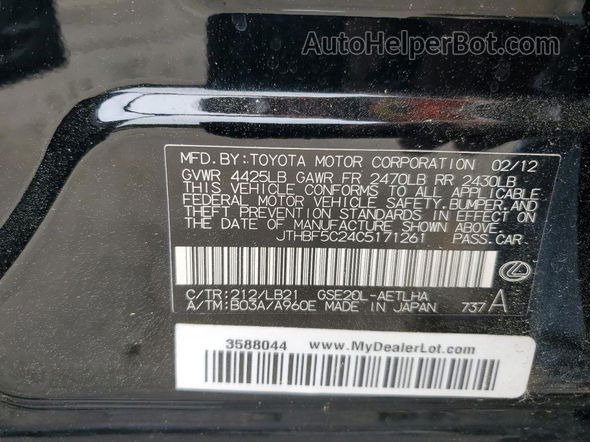 AutoHelperBot.com
MFD. BY:TOYOTA MOTOR CORPORATION 02/12
GVWR 4425LB GAWR FR 2470LB RR 2430LB
THIS VEHICLE CONFORMS TO ALL APPLICABLE
FEDERAL MOTOR VEHICLE SAFETY,BUMPER,AND
THEFT PREVENTION STANDARDS IN EFFECT ON
THE DATE OF MANUFACTURE SHOWN ABOVE.
JTHBF5C24C5171261 PASS.CAR
C/TR:212/LB21 GSE20L-AETLHA
A/TM:B03A/A960E MADE IN JAPAN 737A
3588044 www.MyDealerLot.com